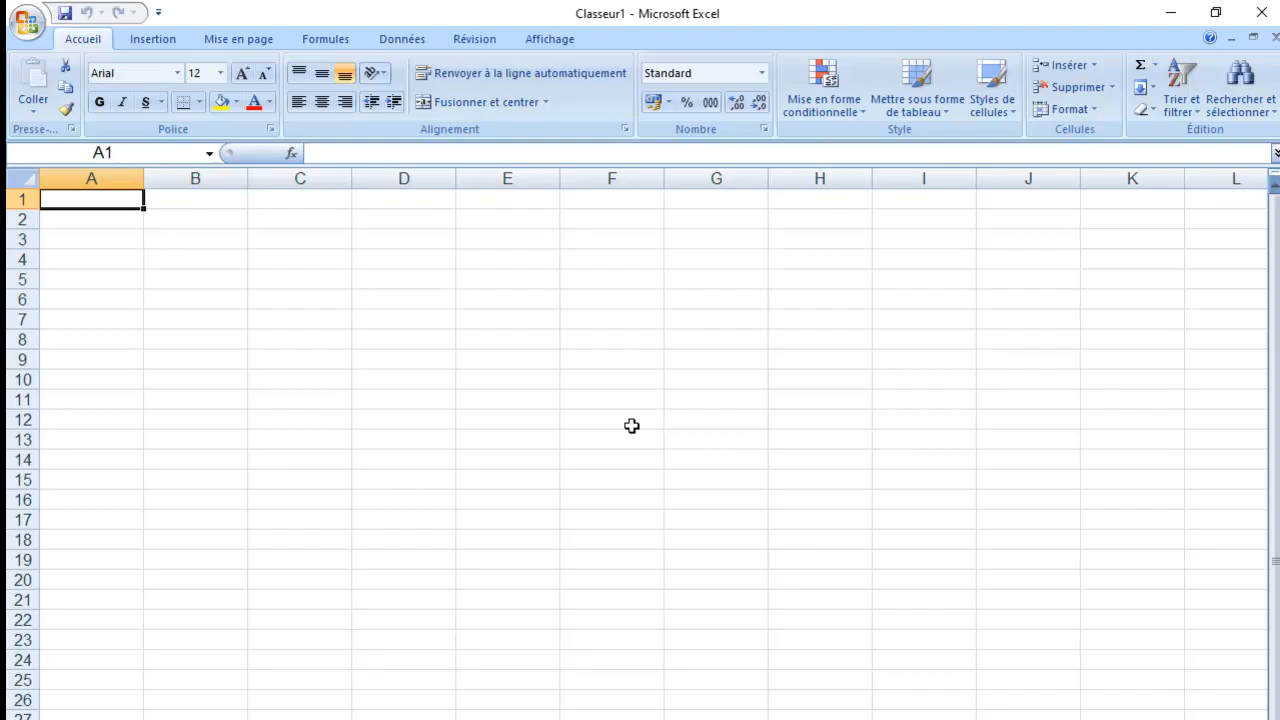 Classeur1 - Microsoft Excel
Accueil Insertion Mise en page Formules Données Révision Affichage
Coller
Presse-...
Arial 12
G I S
Police
Renvoyer à la ligne automatiquement
Fusionner et centrer
Alignement
Standard
% 000
Nombre
Mise en forme conditionnelle
Mettre sous forme de tableau
Styles de cellules
Style
Insérer
Supprimer
Format
Cellules
Σ
Trier et filtrer
Rechercher et sélectionner
Édition
A1 fx
A B C D E F G H I J K L
1
2
3
4
5
6
7
8
9
10
11
12
13
14
15
16
17
18
19
20
21
22
23
24
25
26
27